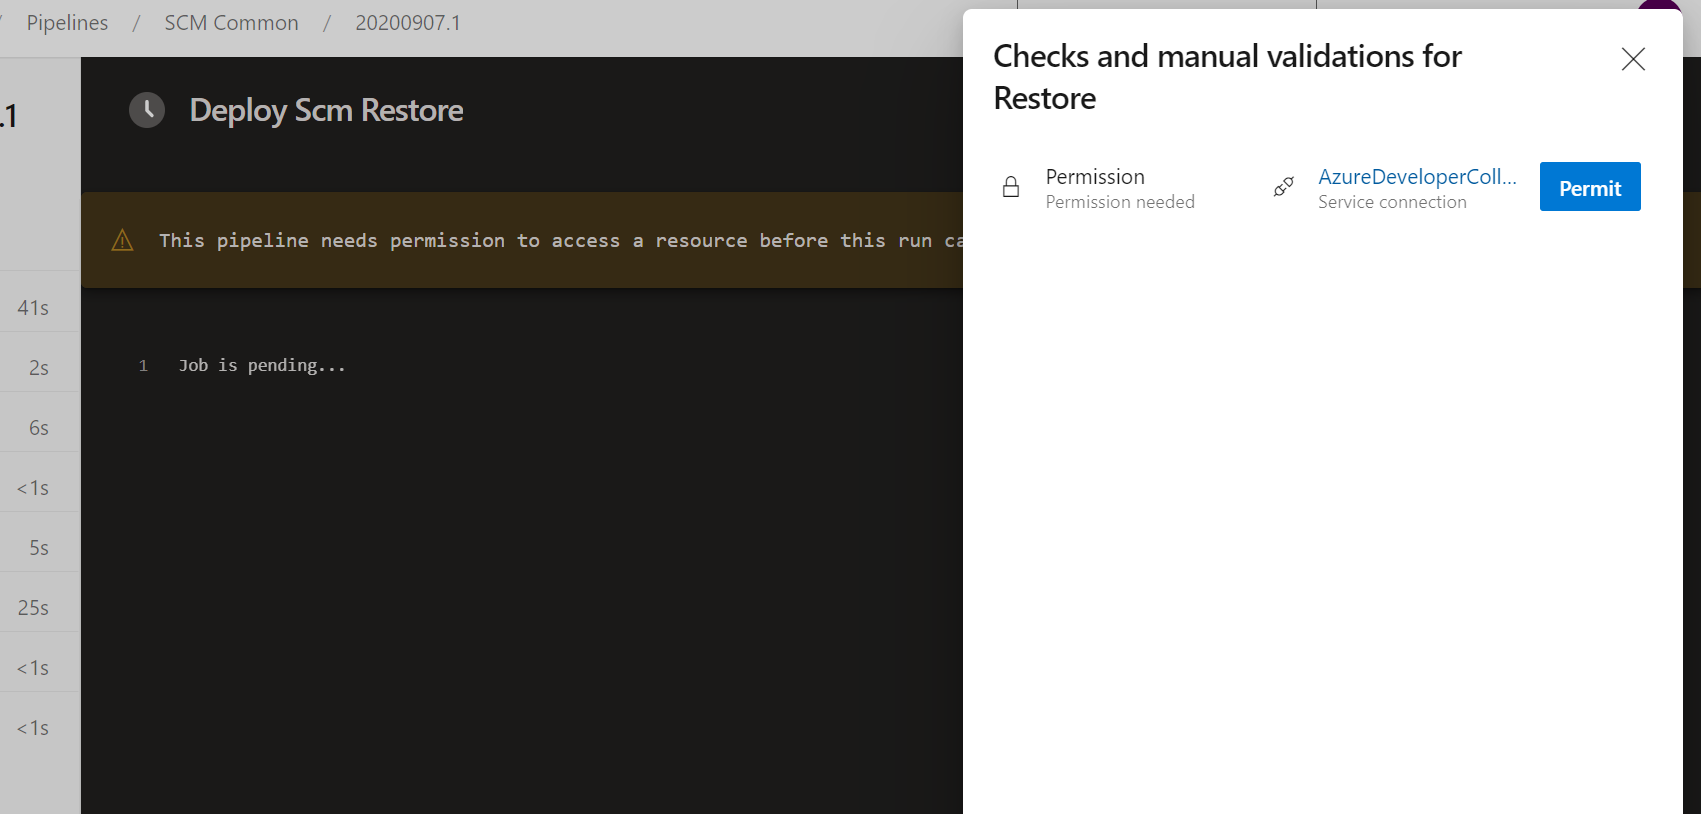 / Pipelines / SCM Common / 20200907.1
.1
Deploy Scm Restore
This pipeline needs permission to access a resource before this run ca
41s
2s
6s
<1s
5s
25s
<1s
<1s
1 Job is pending...
Checks and manual validations for
Restore
Permission
Permission needed
AzureDeveloperColl...
Service connection
Permit